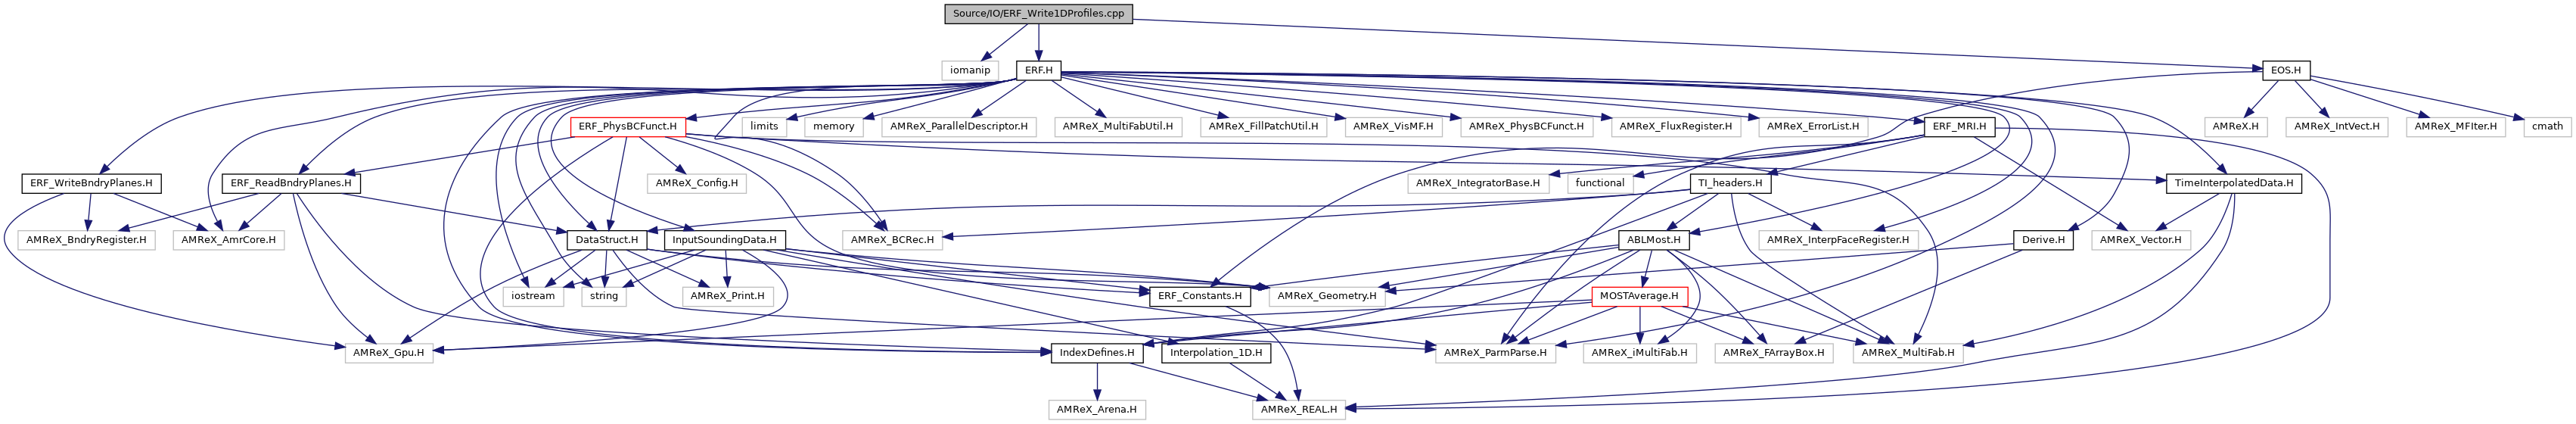 Source/IO/ERF_Write1DProfiles.cpp
iomanip
ERF.H
EOS.H
ERF_PhysBCFunct.H
limits
memory
AMReX_ParallelDescriptor.H
AMReX_MultiFabUtil.H
AMReX_FillPatchUtil.H
AMReX_VisMF.H
AMReX_PhysBCFunct.H
AMReX_FluxRegister.H
AMReX_ErrorList.H
ERF_MRI.H
AMReX.H
AMReX_IntVect.H
AMReX_MFIter.H
cmath
ERF_WriteBndryPlanes.H
ERF_ReadBndryPlanes.H
AMReX_Config.H
AMReX_IntegratorBase.H
functional
TI_headers.H
TimeInterpolatedData.H
AMReX_BndryRegister.H
AMReX_AmrCore.H
DataStruct.H
InputSoundingData.H
AMReX_BCRec.H
ABLMost.H
AMReX_InterpFaceRegister.H
Derive.H
AMReX_Vector.H
iostream
string
AMReX_Print.H
ERF_Constants.H
AMReX_Geometry.H
MOSTAverage.H
AMReX_Gpu.H
IndexDefines.H
Interpolation_1D.H
AMReX_ParmParse.H
AMReX_iMultiFab.H
AMReX_FArrayBox.H
AMReX_MultiFab.H
AMReX_Arena.H
AMReX_REAL.H